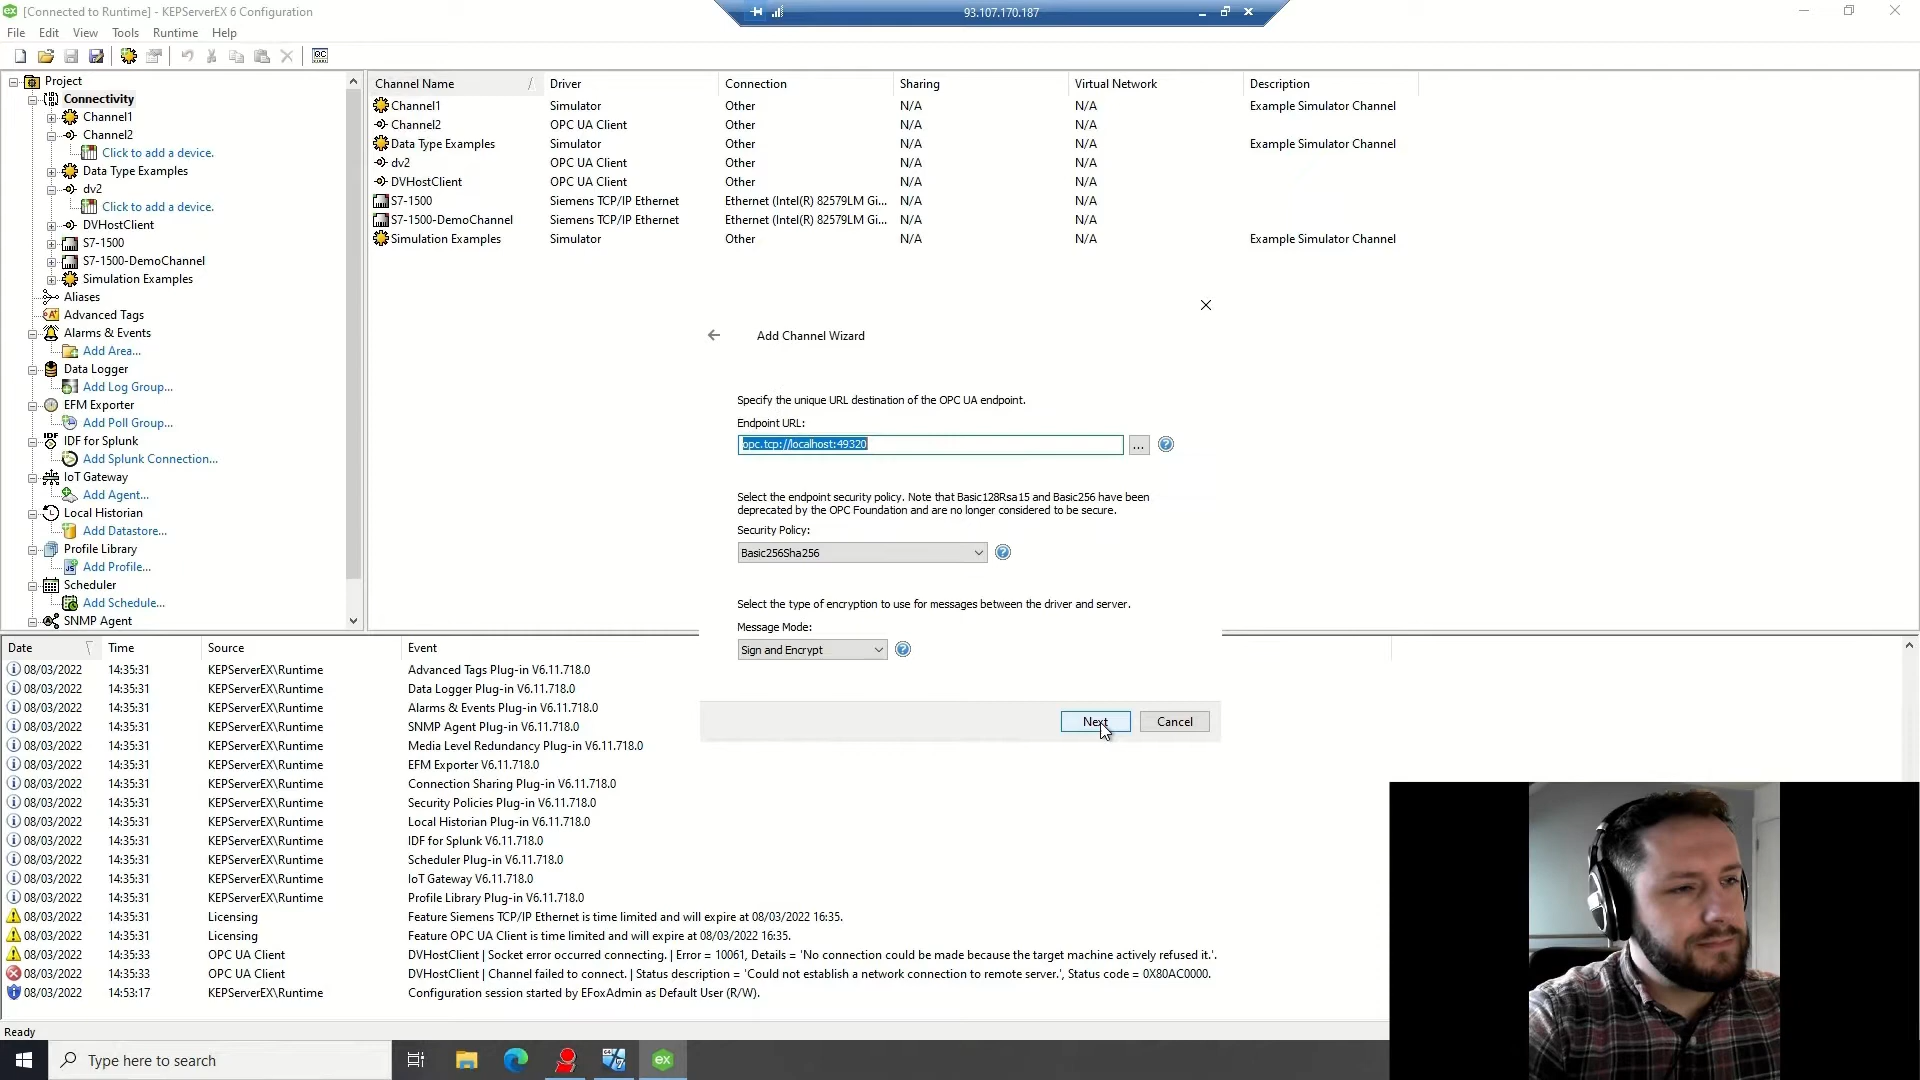 [Connected to Runtime] - KEPServerEX 6 Configuration
93.107.170.187
File Edit View Tools Runtime Help
Project
Connectivity
Channel1
Channel2
Click to add a device.
Data Type Examples
dv2
Click to add a device.
DVHostClient
S7-1500
S7-1500-DemoChannel
Simulation Examples
Aliases
Advanced Tags
Alarms & Events
Add Area...
Data Logger
Add Log Group...
EFM Exporter
Add Poll Group...
IDF for Splunk
Add Splunk Connection...
IoT Gateway
Add Agent...
Local Historian
Add Datastore...
Profile Library
Add Profile...
Scheduler
Add Schedule...
SNMP Agent
Channel Name Driver Connection Sharing Virtual Network Description
Channel1 Simulator Other N/A N/A Example Simulator Channel
Channel2 OPC UA Client Other N/A N/A
Data Type Examples Simulator Other N/A N/A Example Simulator Channel
dv2 OPC UA Client Other N/A N/A
DVHostClient OPC UA Client Other N/A N/A
S7-1500 Siemens TCP/IP Ethernet Ethernet (Intel(R) 82579LM Gi... N/A N/A
S7-1500-DemoChannel Siemens TCP/IP Ethernet Ethernet (Intel(R) 82579LM Gi... N/A N/A
Simulation Examples Simulator Other N/A N/A Example Simulator Channel
Add Channel Wizard
Specify the unique URL destination of the OPC UA endpoint.
Endpoint URL:
opc.tcp://localhost:49320
...
Select the endpoint security policy. Note that Basic128Rsa15 and Basic256 have been
deprecated by the OPC Foundation and are no longer considered to be secure.
Security Policy:
Basic256Sha256
Select the type of encryption to use for messages between the driver and server.
Message Mode:
Sign and Encrypt
Next Cancel
Date Time Source Event
08/03/2022 14:35:31 KEPServerEX\Runtime Advanced Tags Plug-in V6.11.718.0
08/03/2022 14:35:31 KEPServerEX\Runtime Data Logger Plug-in V6.11.718.0
08/03/2022 14:35:31 KEPServerEX\Runtime Alarms & Events Plug-in V6.11.718.0
08/03/2022 14:35:31 KEPServerEX\Runtime SNMP Agent Plug-in V6.11.718.0
08/03/2022 14:35:31 KEPServerEX\Runtime Media Level Redundancy Plug-in V6.11.718.0
08/03/2022 14:35:31 KEPServerEX\Runtime EFM Exporter V6.11.718.0
08/03/2022 14:35:31 KEPServerEX\Runtime Connection Sharing Plug-in V6.11.718.0
08/03/2022 14:35:31 KEPServerEX\Runtime Security Policies Plug-in V6.11.718.0
08/03/2022 14:35:31 KEPServerEX\Runtime Local Historian Plug-in V6.11.718.0
08/03/2022 14:35:31 KEPServerEX\Runtime IDF for Splunk V6.11.718.0
08/03/2022 14:35:31 KEPServerEX\Runtime Scheduler Plug-in V6.11.718.0
08/03/2022 14:35:31 KEPServerEX\Runtime IoT Gateway V6.11.718.0
08/03/2022 14:35:31 KEPServerEX\Runtime Profile Library Plug-in V6.11.718.0
08/03/2022 14:35:31 Licensing Feature Siemens TCP/IP Ethernet is time limited and will expire at 08/03/2022 16:35.
08/03/2022 14:35:31 Licensing Feature OPC UA Client is time limited and will expire at 08/03/2022 16:35.
08/03/2022 14:35:33 OPC UA Client DVHostClient | Socket error occurred connecting. | Error = 10061, Details = 'No connection could be made because the target machine actively refused it.'.
08/03/2022 14:35:33 OPC UA Client DVHostClient | Channel failed to connect. | Status description = 'Could not establish a network connection to remote server.', Status code = 0X80AC0000.
08/03/2022 14:53:17 KEPServerEX\Runtime Configuration session started by EFoxAdmin as Default User (R/W).
Ready
Type here to search
ex